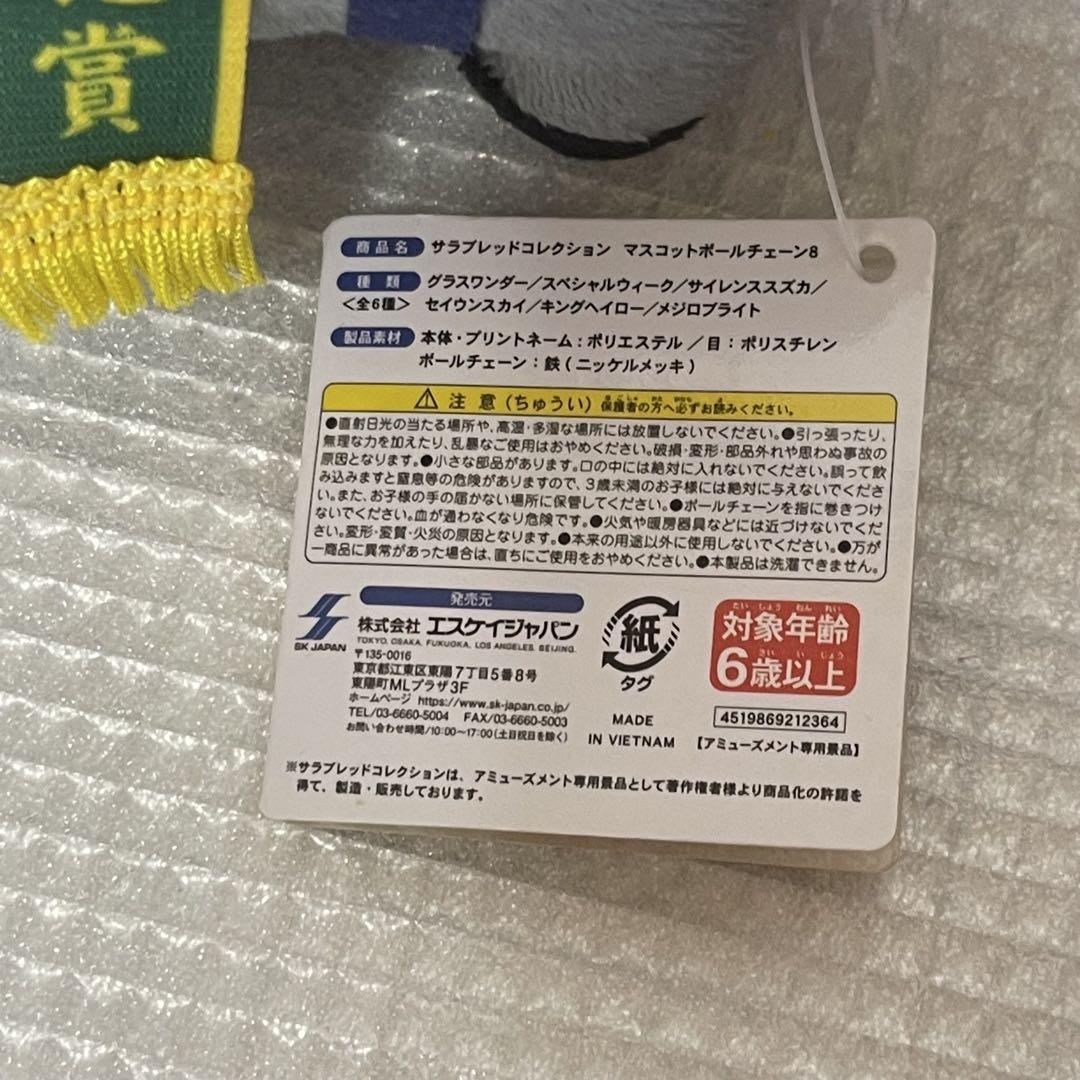 賞
商品名 サラブレッドコレクション マスコットボールチェーン8
種類 グラスワンダー／スペシャルウィーク／サイレンススズカ／
＜全6種＞ セイウンスカイ／キングヘイロー／メジロブライト
製品素材 本体・プリントネーム：ポリエステル／目：ポリスチレン
ボールチェーン：鉄(ニッケルメッキ)
⚠ 注意(ちゅうい) 保護者の方へ必ずお読みください。
●直射日光の当たる場所や、高温・多湿な場所には放置しないでください。●引っ張ったり、
無理な力を加えたり、乱暴なご使用はおやめください。破損・変形・部品外れや思わぬ事故の
原因となります。●小さな部品があります。口の中には絶対に入れないでください。誤って飲
み込みますと窒息等の危険がありますので、3歳未満のお子様には絶対に与えないでくださ
い。また、お子様の手の届かない場所に保管してください。●ボールチェーンを指に巻きつけ
ないでください。血が通わなくなり危険です。●火気や暖房器具などには近づけないでくだ
さい。変形・変質・火災の原因となります。●本来の用途以外に使用しないでください。●万が
一商品に異常があった場合は、直ちにご使用をおやめください。●本製品は洗濯できません。
発売元
SK JAPAN
株式会社 エスケイジャパン
TOKYO. OSAKA. FUKUOKA. LOS ANGELES. BEIJING.
〒135-0016
東京都江東区東陽7丁目5番8号
東陽町MLプラザ3F
ホームページ https://www.sk-japan.co.jp/
TEL/03-6660-5004 FAX/03-6660-5003
お問い合わせ時間/10:00〜17:00(土日祝日を除く)
紙
タグ
MADE
IN VIETNAM
たいしょう ねんれい
対象年齢
さい い じょう
6歳以上
4519869212364
【アミューズメント専用景品】
※サラブレッドコレクションは、アミューズメント専用景品として著作権者様より商品化の許諾を
得て、製造・販売しております。